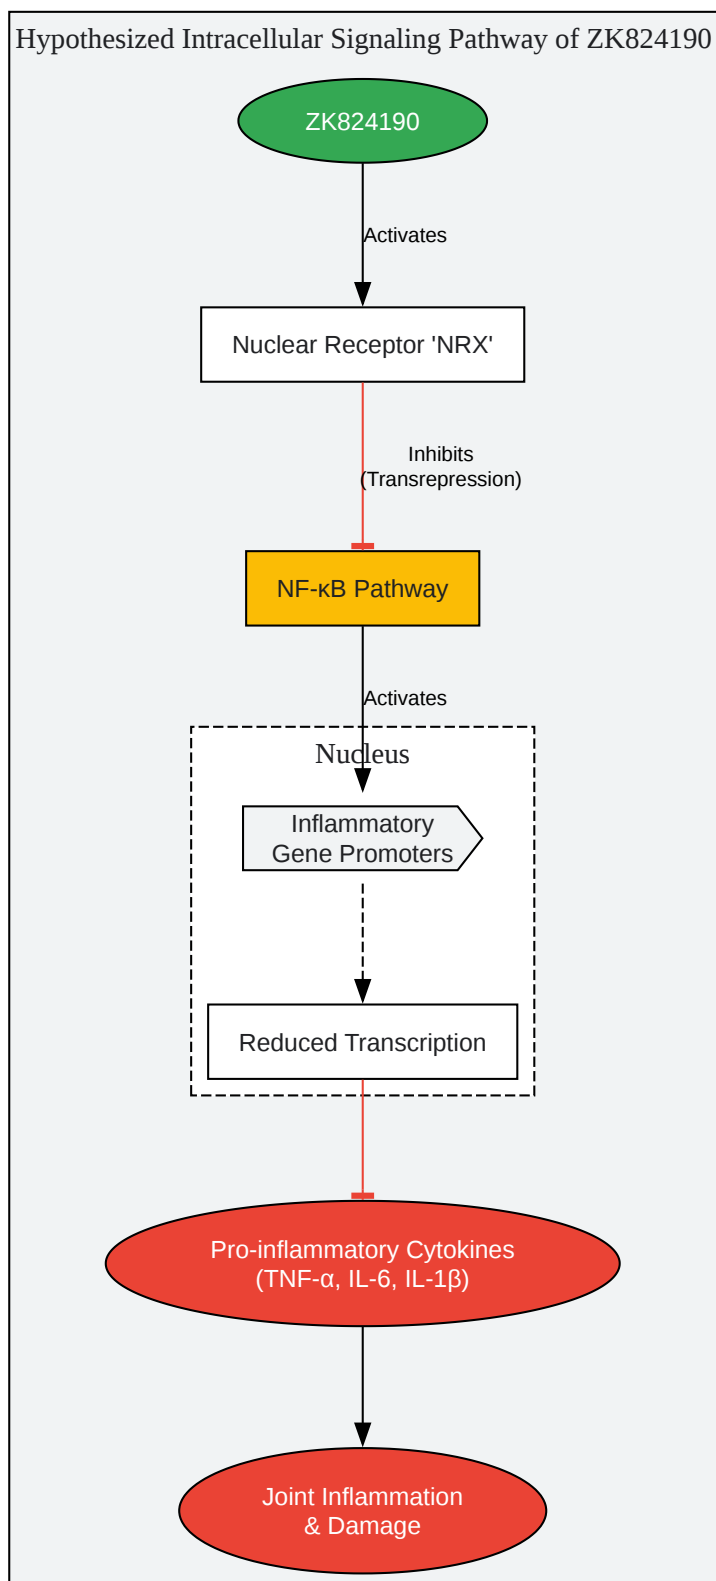 Hypothesized Intracellular Signaling Pathway of ZK824190
ZK824190
Activates
Nuclear Receptor 'NRX'
Inhibits
(Transrepression)
NF-κB Pathway
Activates
Nucleus
Inflammatory
Gene Promoters
Reduced Transcription
Pro-inflammatory Cytokines
(TNF-α, IL-6, IL-1β)
Joint Inflammation
& Damage